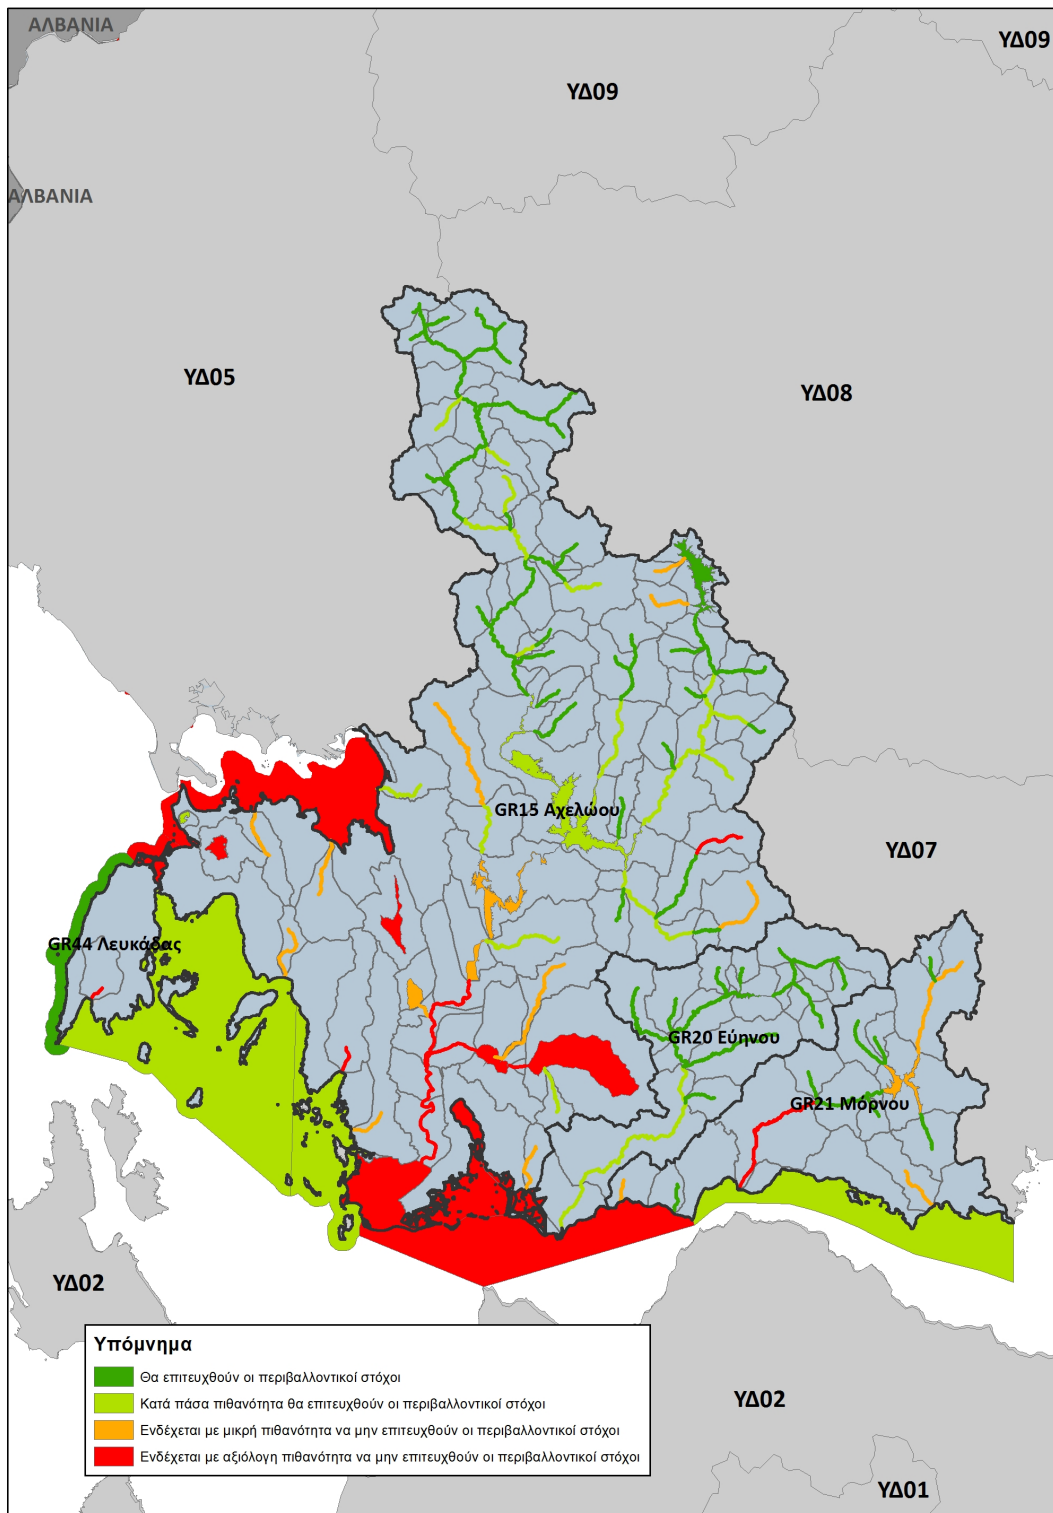 ΑΛΒΑΝΙΑ
ΥΔ09
ΥΔ09
ΑΛΒΑΝΙΑ
ΥΔ05
ΥΔ08
GR15 Αχελώου
ΥΔ07
GR44 Λευκάδας
GR20 Εύηνου
GR21 Μόρνου
ΥΔ02
Υπόμνημα
Θα επιτευχθούν οι περιβαλλοντικοί στόχοι
Κατά πάσα πιθανότητα θα επιτευχθούν οι περιβαλλοντικοί στόχοι
Ενδέχεται με μικρή πιθανότητα να μην επιτευχθούν οι περιβαλλοντικοί στόχοι
Ενδέχεται με αξιόλογη πιθανότητα να μην επιτευχθούν οι περιβαλλοντικοί στόχοι
ΥΔ02
ΥΔ01